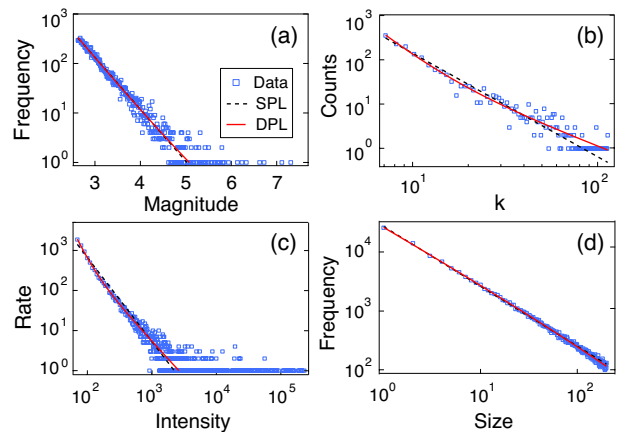 (a)
Frequency
10³
10²
10¹
10⁰
3 4 5 6 7
Magnitude
Data
SPL
DPL
(b)
Counts
10²
10¹
10⁰
10¹ 10²
k
(c)
Rate
10³
10²
10¹
10⁰
10² 10³ 10⁴ 10⁵
Intensity
(d)
Frequency
10⁴
10³
10²
10⁰ 10¹ 10²
Size